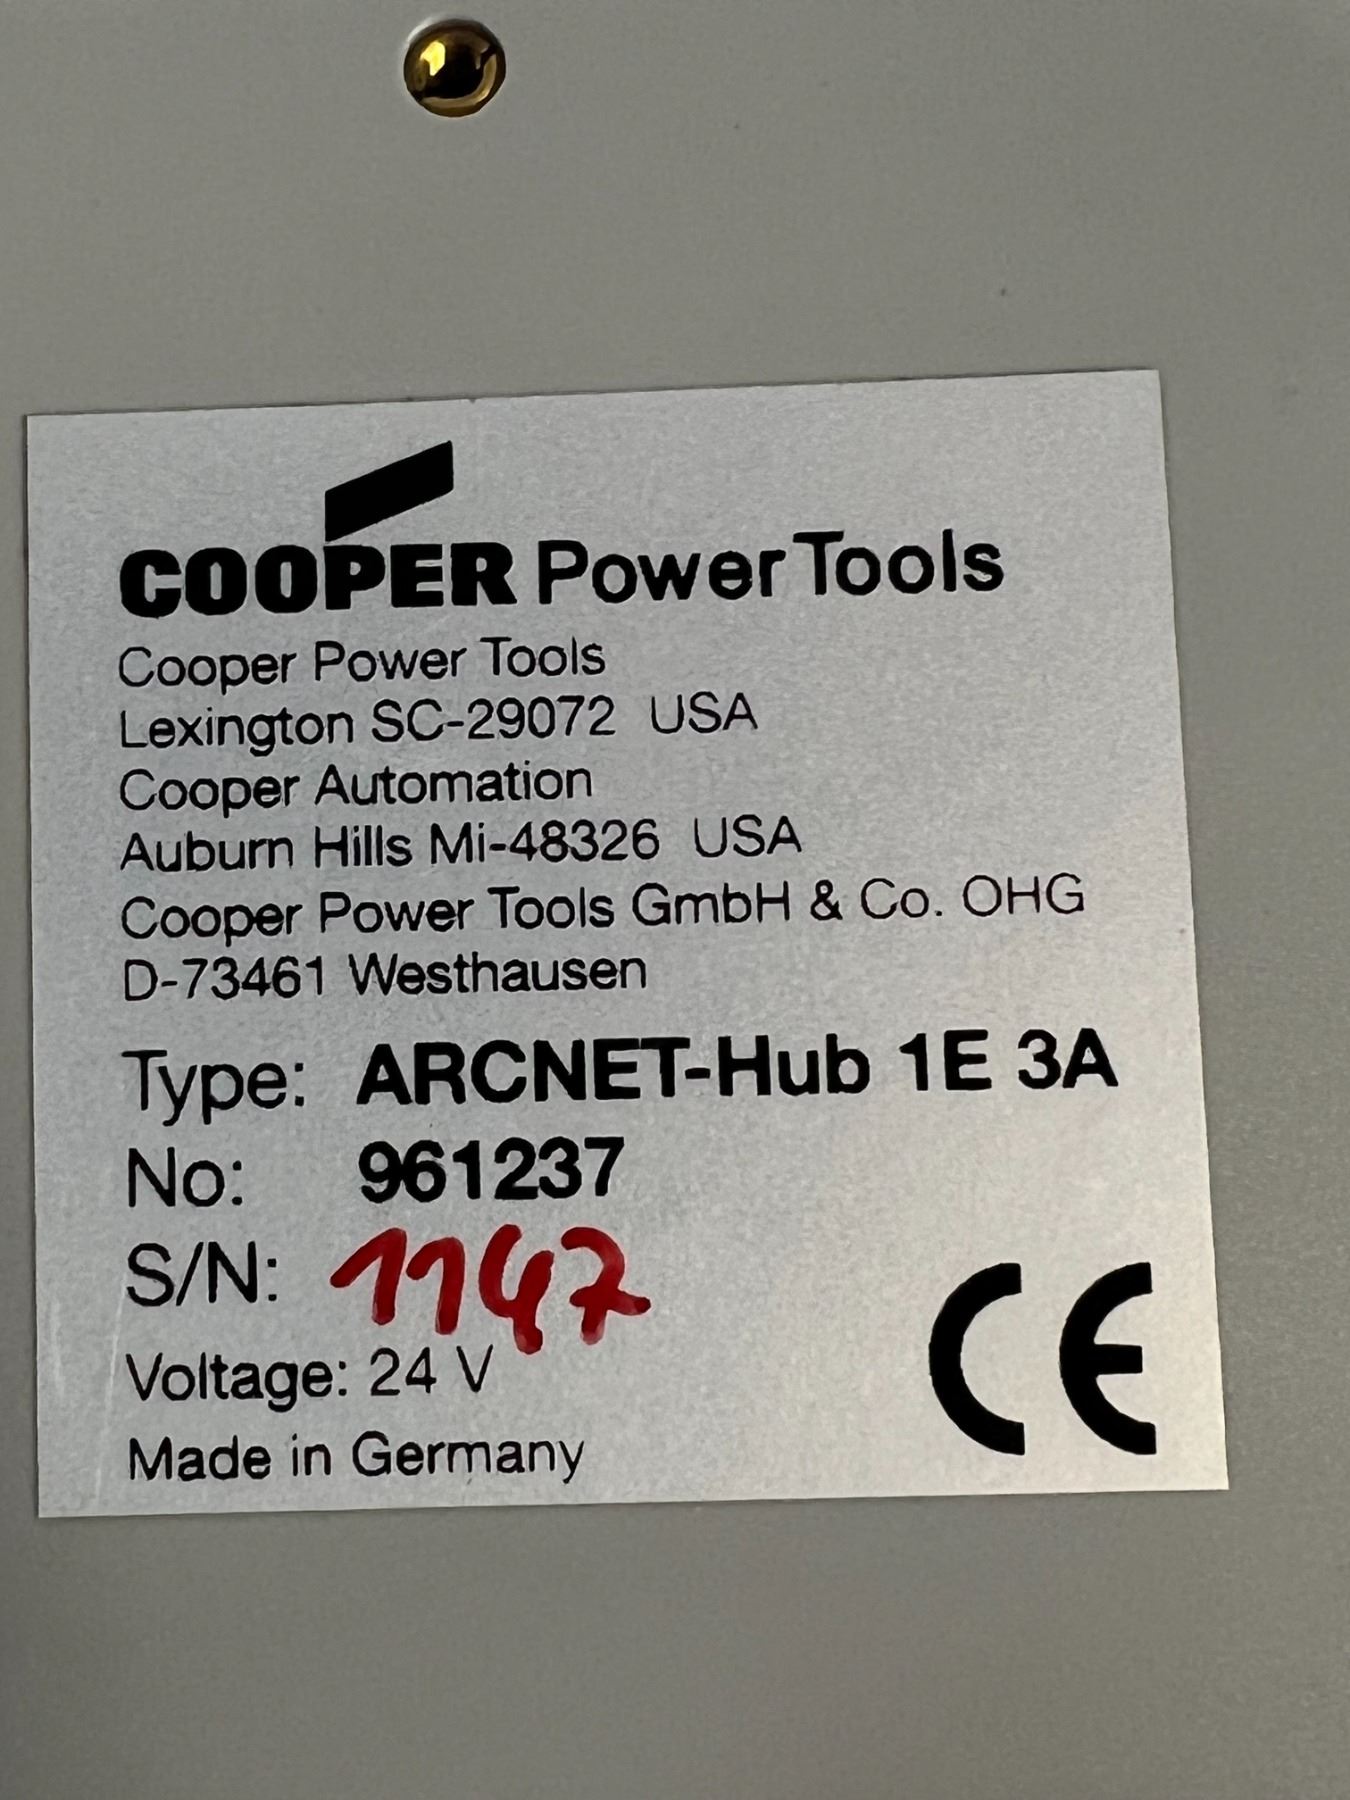 COOPER Power Tools
Cooper Power Tools
Lexington SC-29072 USA
Cooper Automation
Auburn Hills Mi-48326 USA
Cooper Power Tools GmbH & Co. OHG
D-73461 Westhausen
Type: ARCNET-Hub 1E 3A
No: 961237
S/N: 1147
Voltage: 24 V
Made in Germany
CE